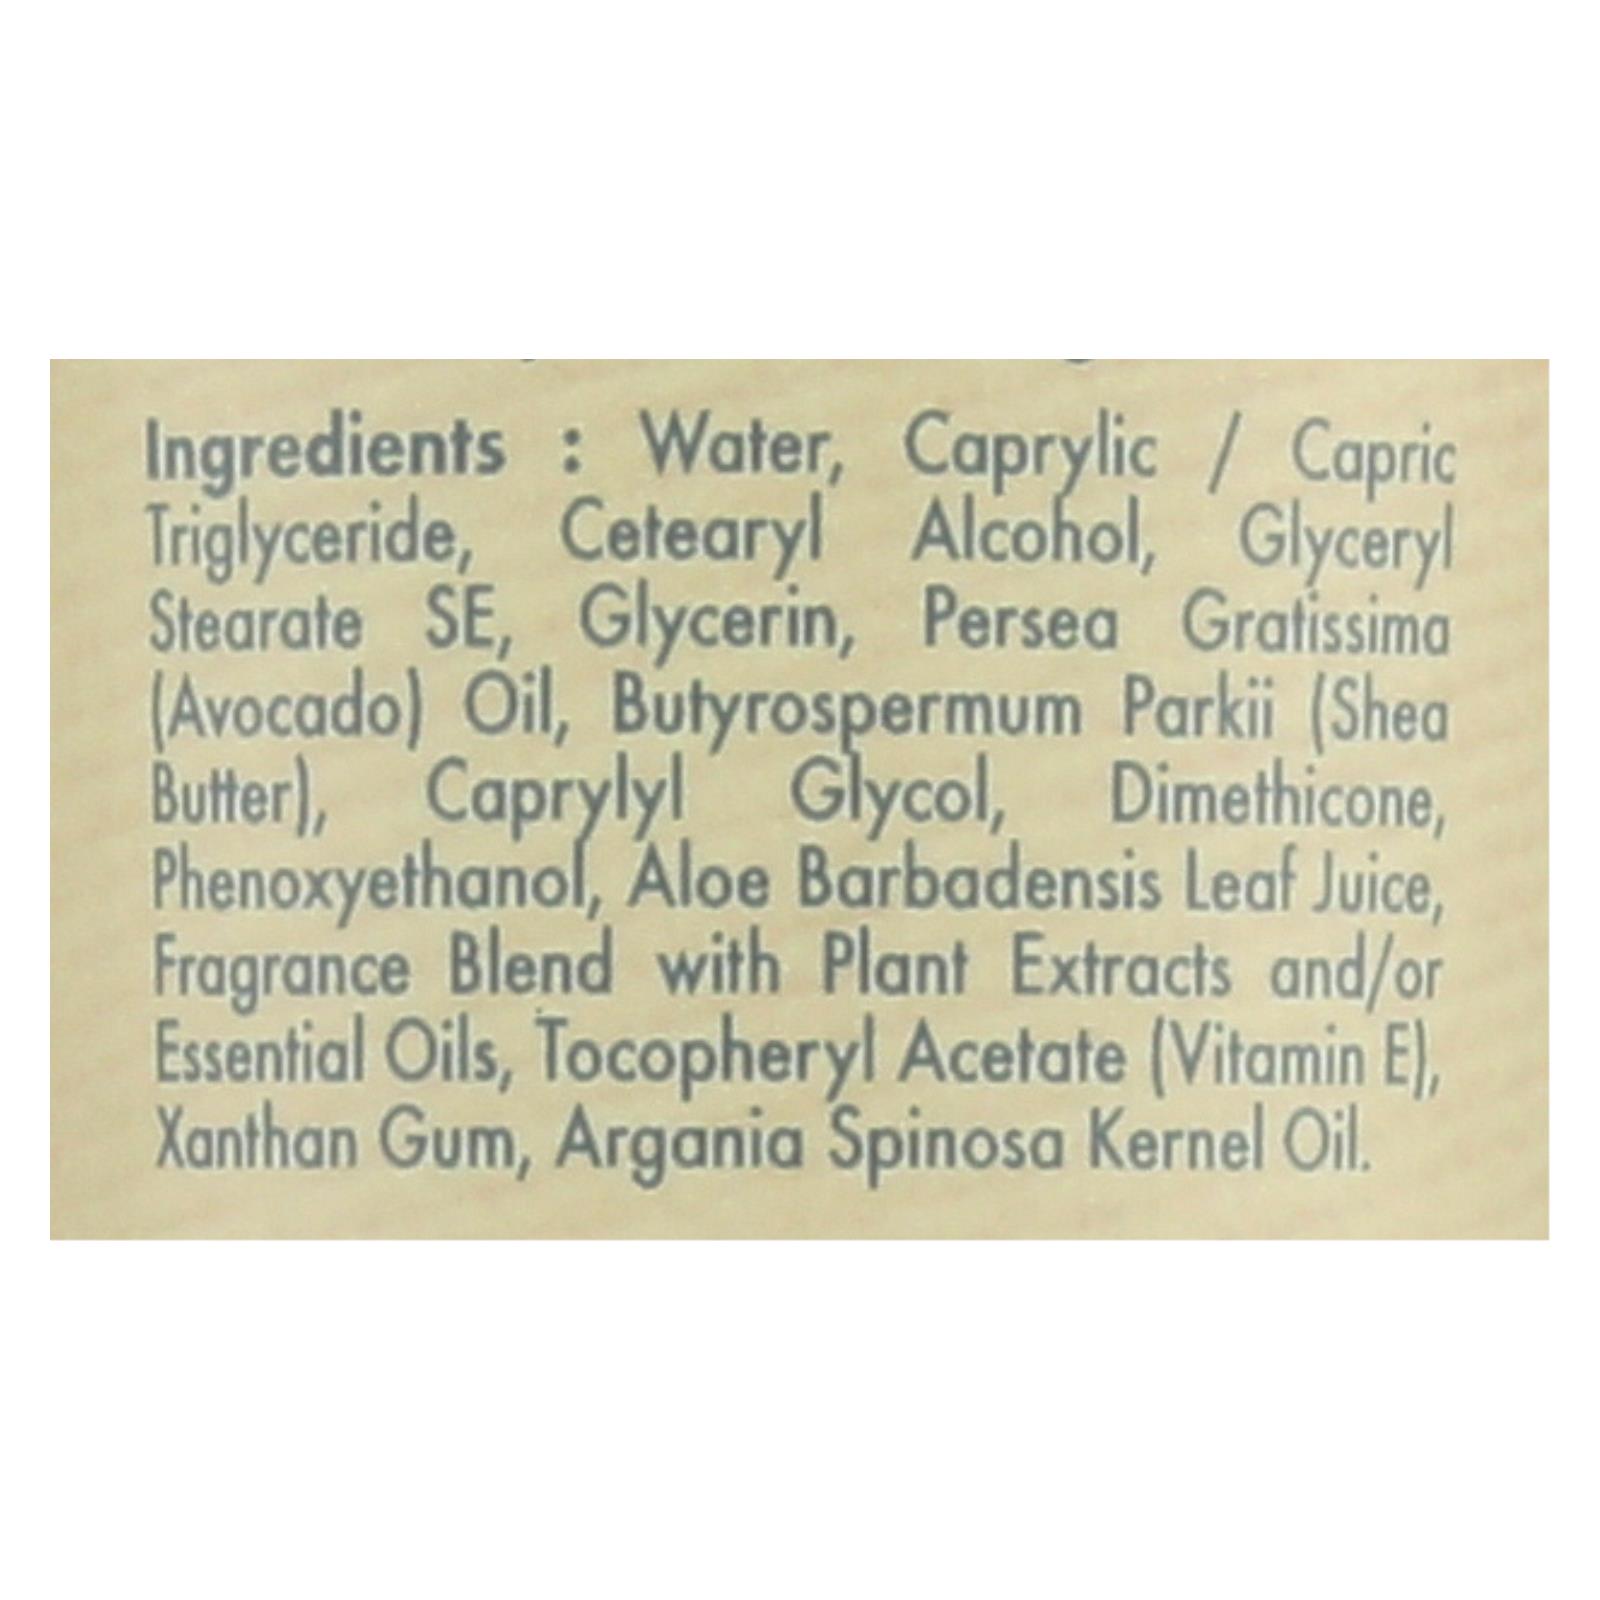 Ingredients : Water, Caprylic / Capric
Triglyceride, Cetearyl Alcohol, Glyceryl
Stearate SE, Glycerin, Persea Gratissima
(Avocado) Oil, Butyrospermum Parkii (Shea
Butter), Caprylyl Glycol, Dimethicone,
Phenoxyethanol, Aloe Barbadensis Leaf Juice,
Fragrance Blend with Plant Extracts and/or
Essential Oils, Tocopheryl Acetate (Vitamin E),
Xanthan Gum, Argania Spinosa Kernel Oil.